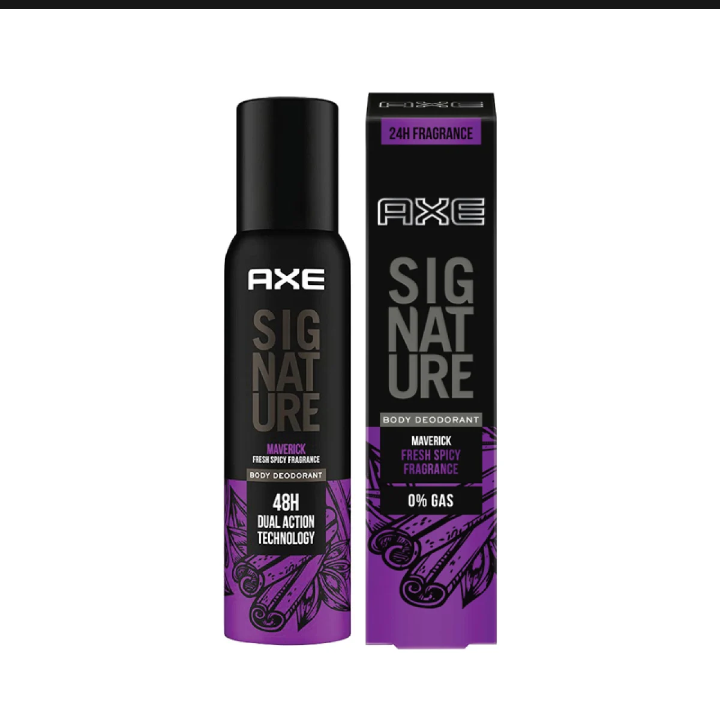 AXE
SIG
NAT
URE
MAVERICK
FRESH SPICY FRAGRANCE
BODY DEODORANT
48H
DUAL ACTION
TECHNOLOGY
AXE
24H FRAGRANCE
AXE
SIG
NAT
URE
BODY DEODORANT
MAVERICK
FRESH SPICY
FRAGRANCE
0% GAS